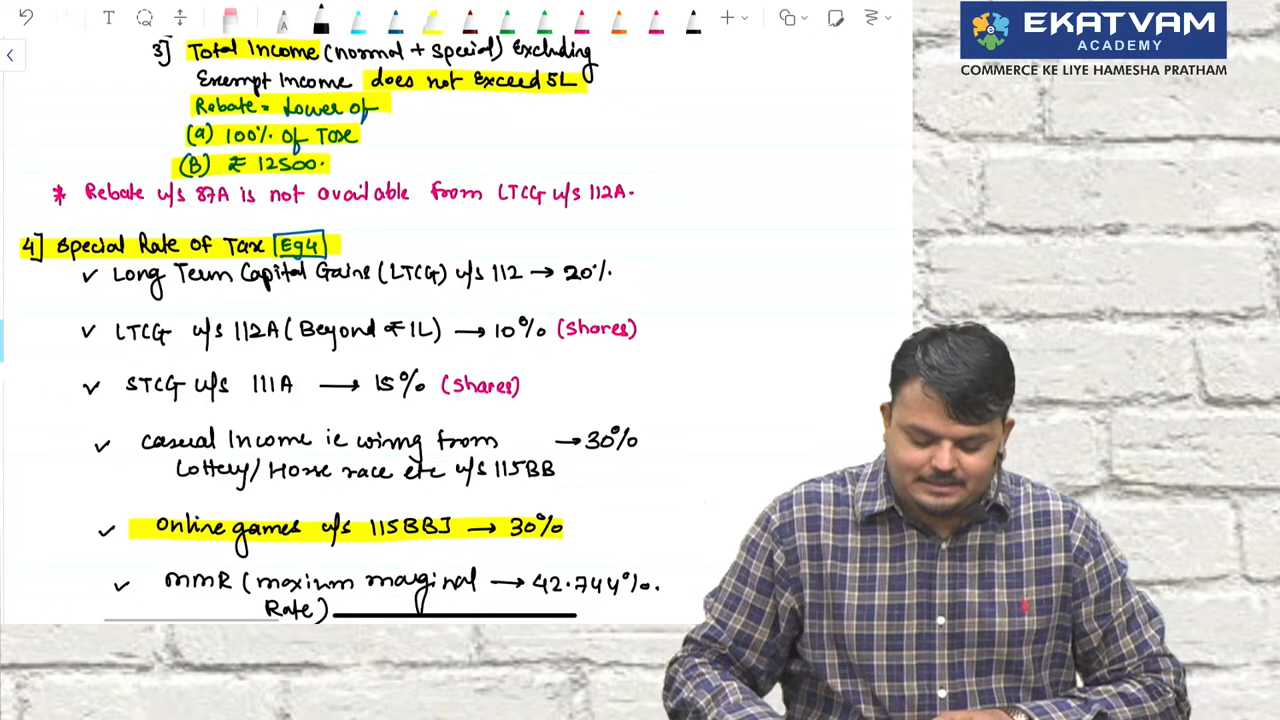 EKATVAM
ACADEMY
COMMERCE KE LIYE HAMESHA PRATHAM
3] Total Income (normal + special) Excluding
Exempt Income does not exceed 5L
Rebate = Lower of
(a) 100% of Tax
(B) ₹ 12500.
* Rebate u/s 87A is not available from LTCG u/s 112A.
4] Special Rate of Tax Eg4
✓ Long Term Capital Gains (LTCG) u/s 112 → 20%.
✓ LTCG u/s 112A (Beyond ₹1L) → 10% (Shares)
✓ STCG u/s 111A → 15% (Shares)
✓ Casual Income ie wimg from → 30%
Lottery/ Horse race etc u/s 115BB
✓ Online games u/s 115BBJ → 30%
✓ MMR (maxium marginal → 42.744%.
Rate)